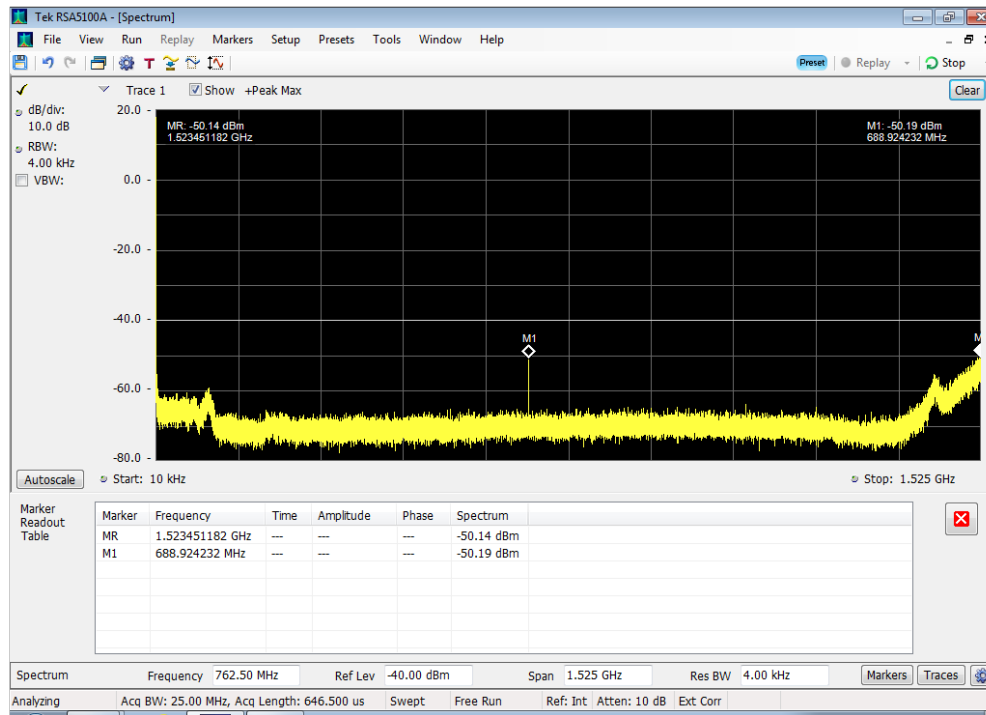 Tek RSA5100A - [Spectrum]
File View Run Replay Markers Setup Presets Tools Window Help
T Preset Replay Stop
Trace 1 Show +Peak Max Clear
dB/div:
10.0 dB
RBW:
4.00 kHz
VBW:
20.0
0.0
-20.0
-40.0
-60.0
-80.0
MR: -50.14 dBm
1.523451182 GHz
M1: -50.19 dBm
688.924232 MHz
M1
M
Autoscale Start: 10 kHz Stop: 1.525 GHz
Marker
Readout
Table
Marker Frequency Time Amplitude Phase Spectrum
MR 1.523451182 GHz --- --- --- -50.14 dBm
M1 688.924232 MHz --- --- --- -50.19 dBm
Spectrum Frequency 762.50 MHz Ref Lev -40.00 dBm Span 1.525 GHz Res BW 4.00 kHz Markers Traces
Analyzing Acq BW: 25.00 MHz, Acq Length: 646.500 us Swept Free Run Ref: Int Atten: 10 dB Ext Corr